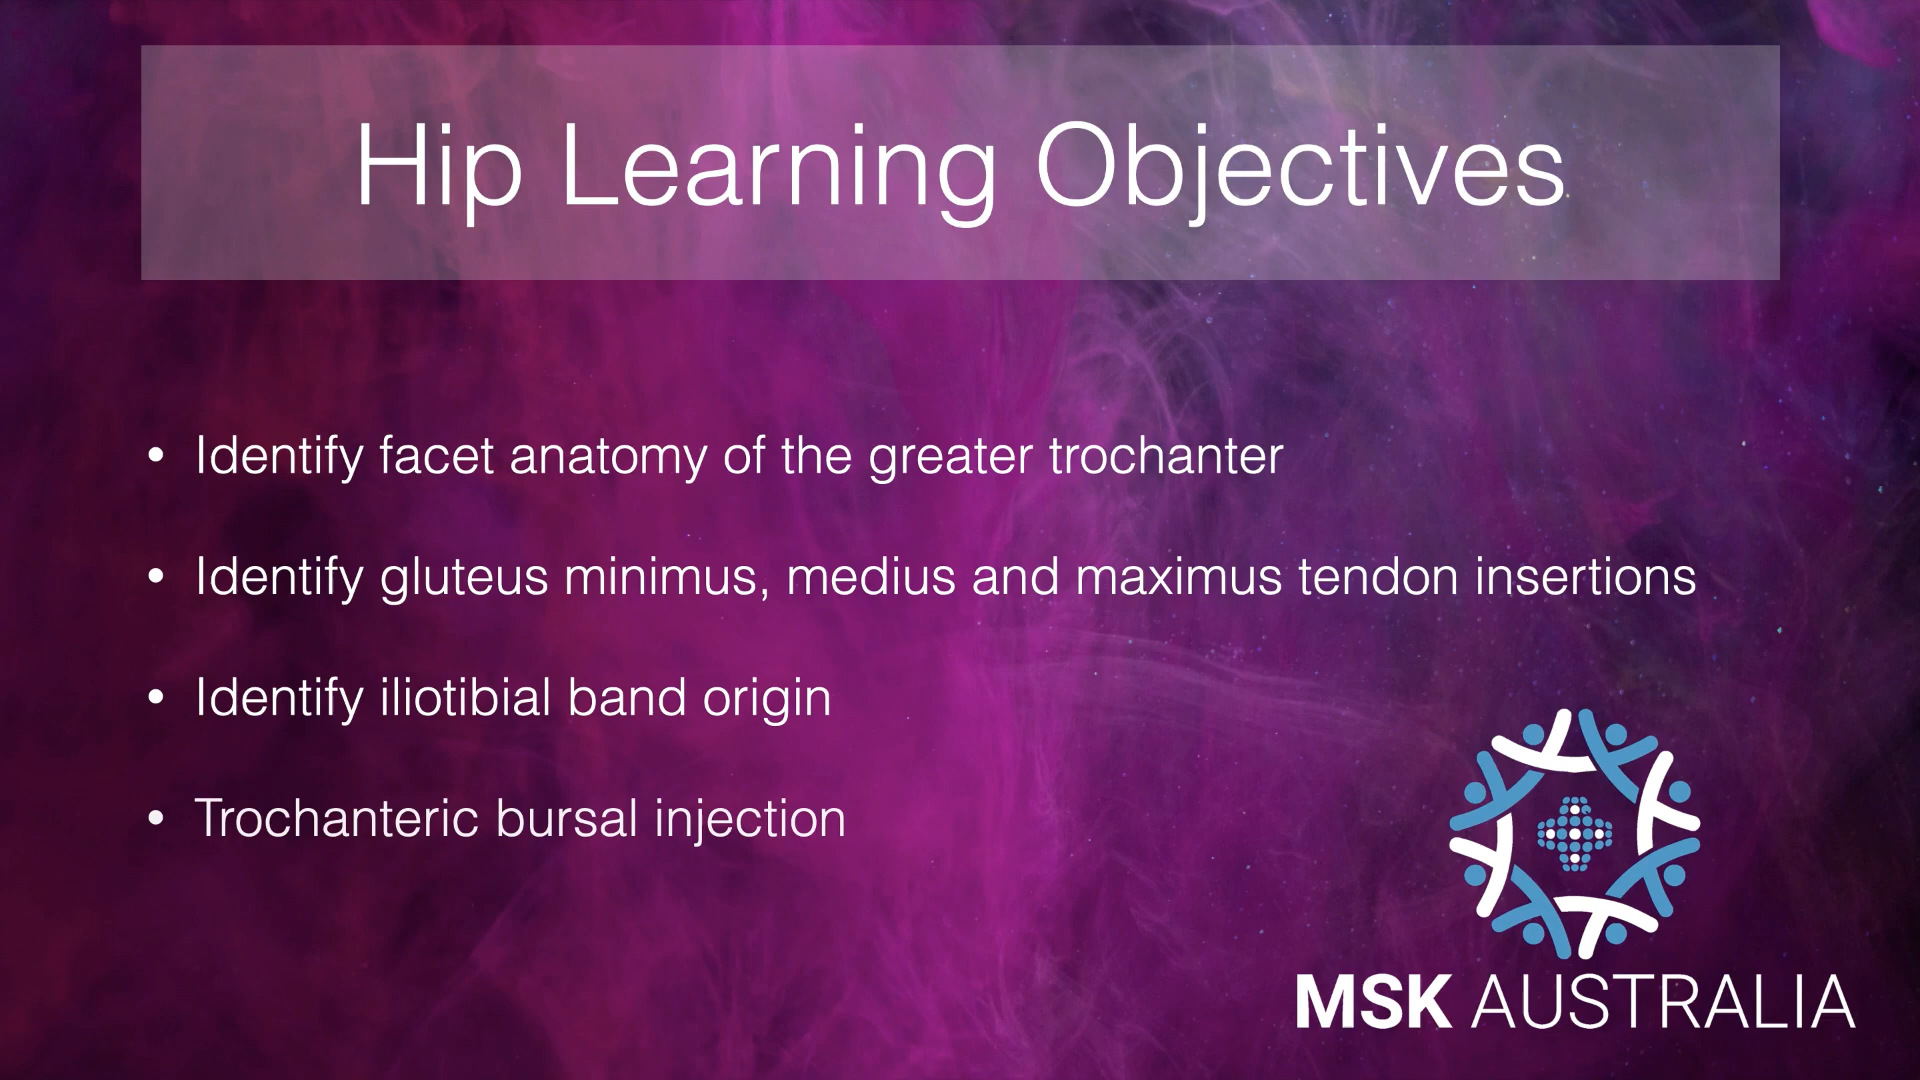 Hip Learning Objectives
• Identify facet anatomy of the greater trochanter
• Identify gluteus minimus, medius and maximus tendon insertions
• Identify iliotibial band origin
• Trochanteric bursal injection
MSK AUSTRALIA